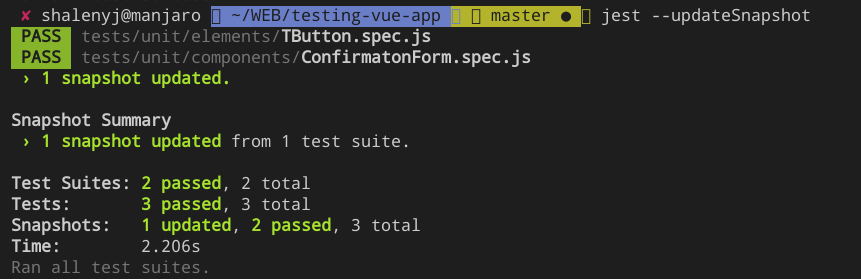 ✘ shalenyj@manjaro ~/WEB/testing-vue-app master ● jest --updateSnapshot
PASS tests/unit/elements/TButton.spec.js
PASS tests/unit/components/ConfirmatonForm.spec.js
› 1 snapshot updated.
Snapshot Summary
› 1 snapshot updated from 1 test suite.
Test Suites: 2 passed, 2 total
Tests: 3 passed, 3 total
Snapshots: 1 updated, 2 passed, 3 total
Time: 2.206s
Ran all test suites.